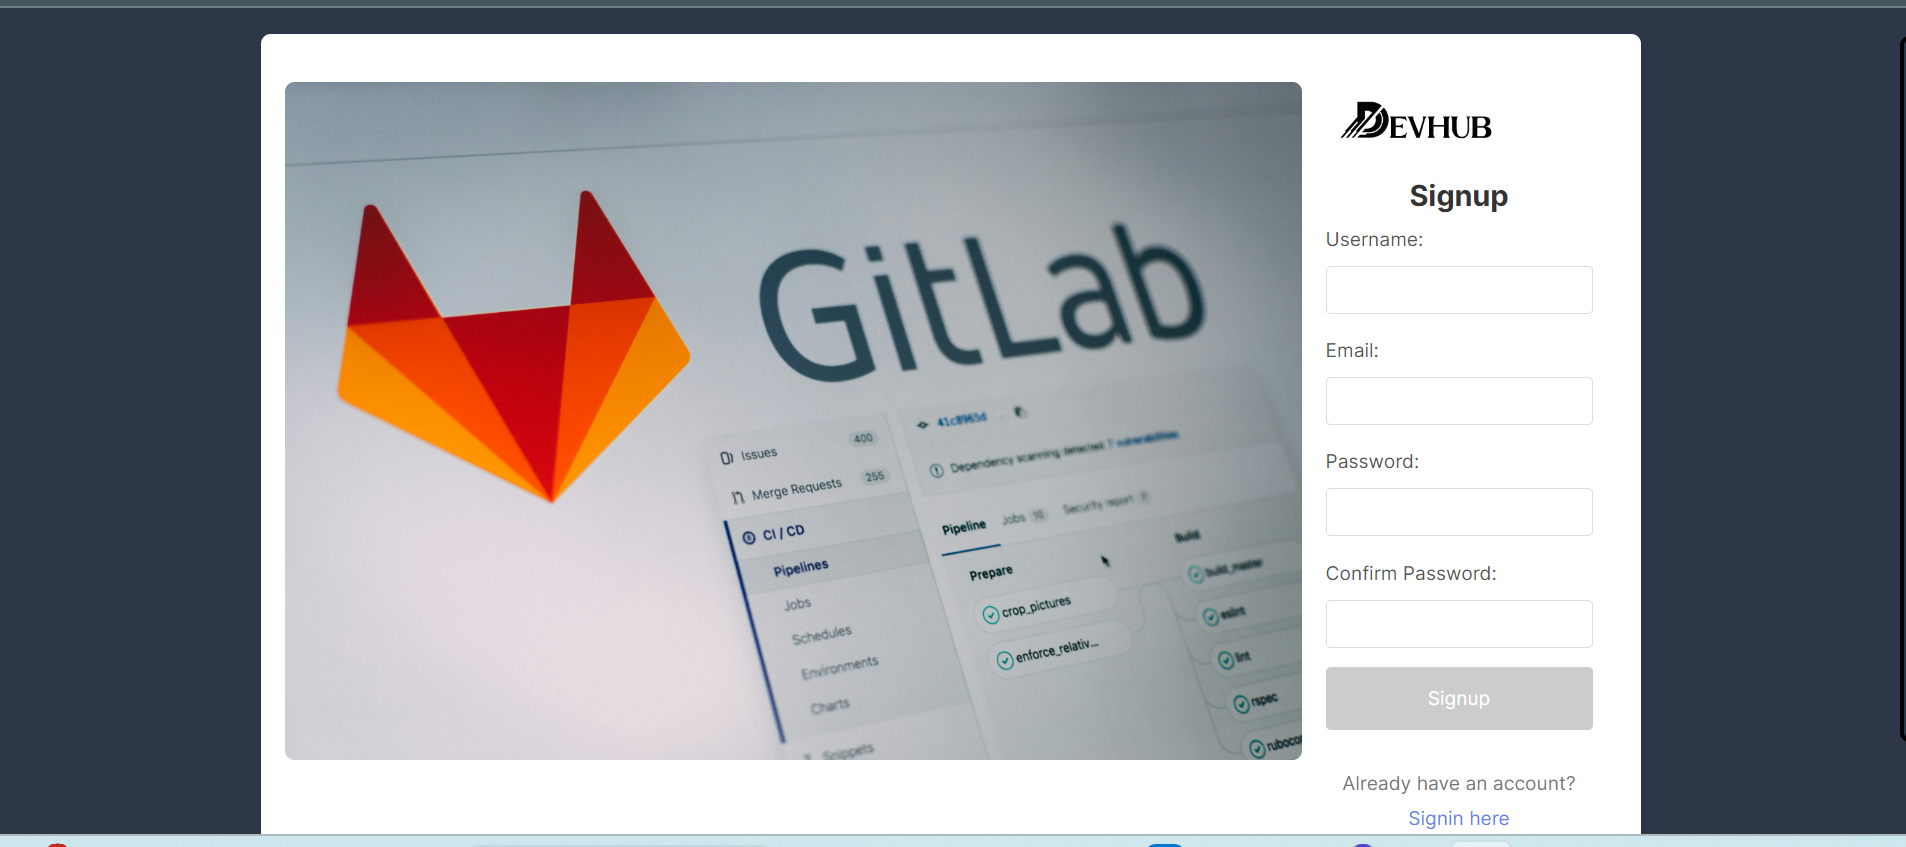 DEVHUB
Signup
Username:
Email:
Password:
Confirm Password:
Signup
Already have an account?
Signin here
GitLab
Issues 400
Merge Requests 255
CI / CD
Pipelines
Jobs
Schedules
Environments
Charts
Snippets
41c8965d
Dependency scanning detected 7 vulnerabilities
Pipeline Jobs 10 Security report
Prepare
crop_pictures
enforce_relativ...
Build
build_master
eslint
lint
rspec